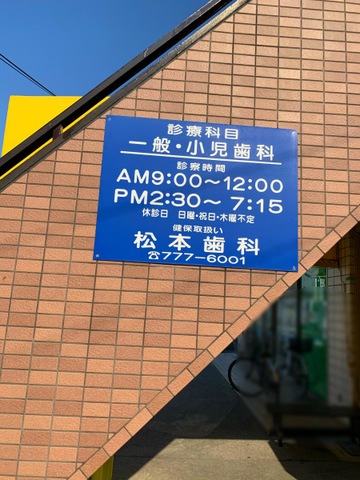 診療科目
一般・小児歯科
診察時間
AM9:00～12:00
PM2:30～ 7:15
休診日 日曜・祝日・木曜不定
健保取扱い
松本歯科
☎777-6001